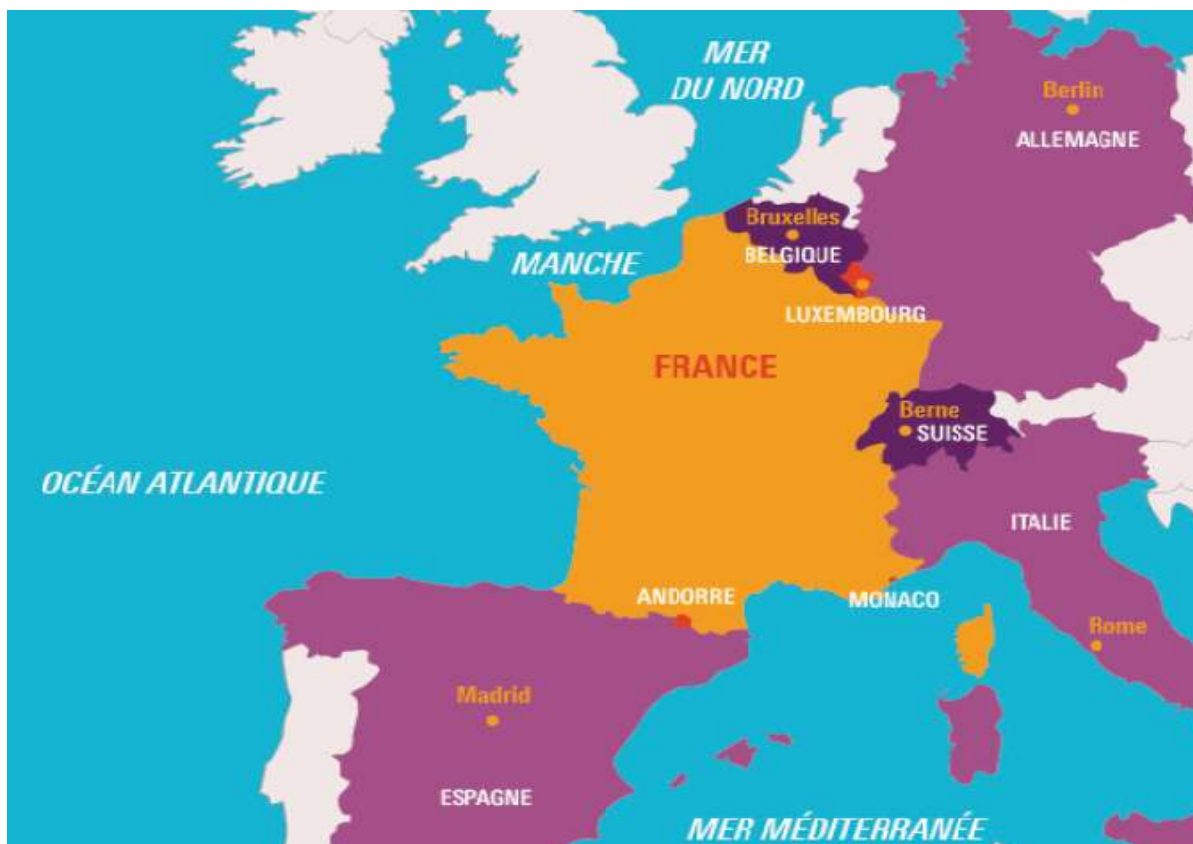 MER
DU NORD
Berlin
ALLEMAGNE
Bruxelles
BELGIQUE
MANCHE
LUXEMBOURG
FRANCE
Berne
SUISSE
OCÉAN ATLANTIQUE
ITALIE
ANDORRE
MONACO
Rome
Madrid
ESPAGNE
MER MÉDITERRANÉE